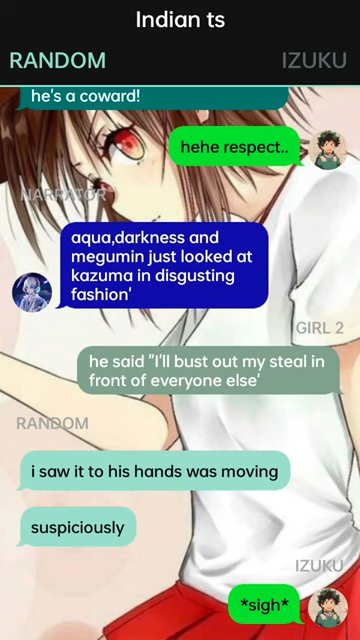 Indian ts
RANDOM
IZUKU
he's a coward!
hehe respect..
NARRATOR
aqua,darkness and
megumin just looked at
kazuma in disgusting
fashion'
GIRL 2
he said "I'll bust out my steal in
front of everyone else'
RANDOM
i saw it to his hands was moving
suspiciously
IZUKU
*sigh*